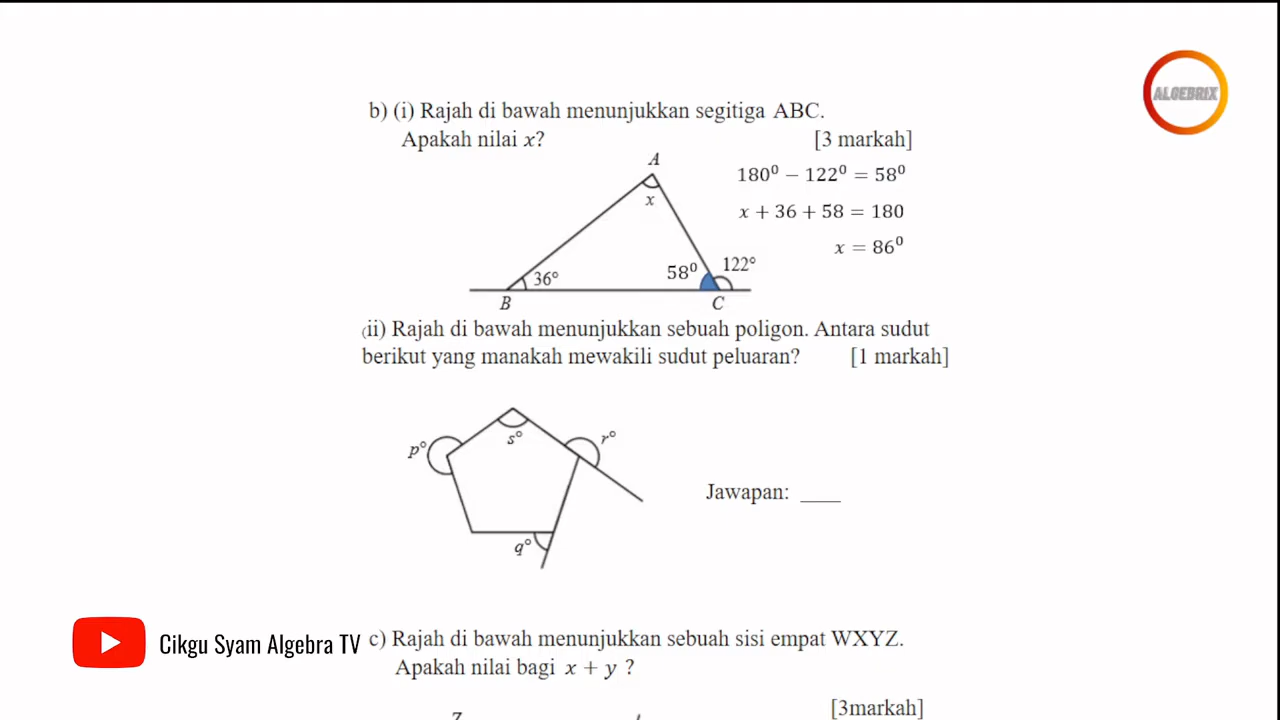 ALGEBRIX
b) (i) Rajah di bawah menunjukkan segitiga ABC.
Apakah nilai x? [3 markah]
A
180⁰ − 122⁰ = 58⁰
x
x + 36 + 58 = 180
x = 86⁰
36° 58⁰ 122°
B C
(ii) Rajah di bawah menunjukkan sebuah poligon. Antara sudut
berikut yang manakah mewakili sudut peluaran? [1 markah]
p° s° r°
Jawapan: ____
q°
Cikgu Syam Algebra TV
c) Rajah di bawah menunjukkan sebuah sisi empat WXYZ.
Apakah nilai bagi x + y ?
[3markah]